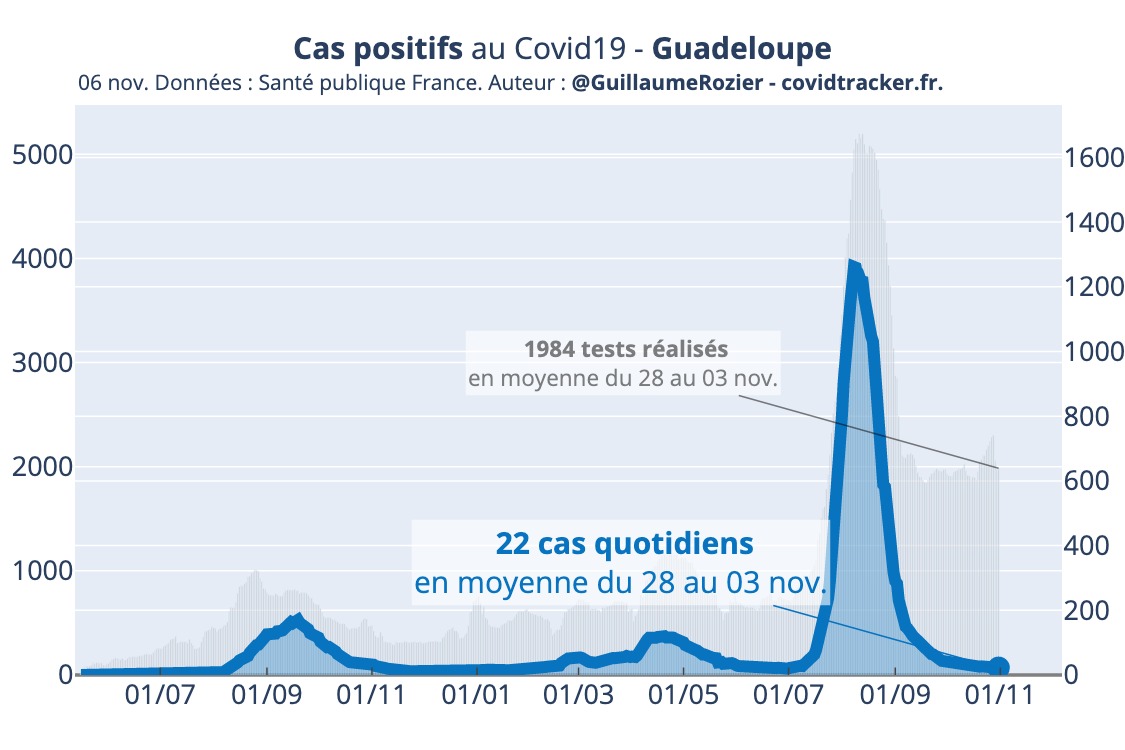 Cas positifs au Covid19 - Guadeloupe
06 nov. Données : Santé publique France. Auteur : @GuillaumeRozier - covidtracker.fr.
5000
4000
3000
2000
1000
0
1600
1400
1200
1000
800
600
400
200
0
1984 tests réalisés
en moyenne du 28 au 03 nov.
22 cas quotidiens
en moyenne du 28 au 03 nov.
01/07 01/09 01/11 01/01 01/03 01/05 01/07 01/09 01/11